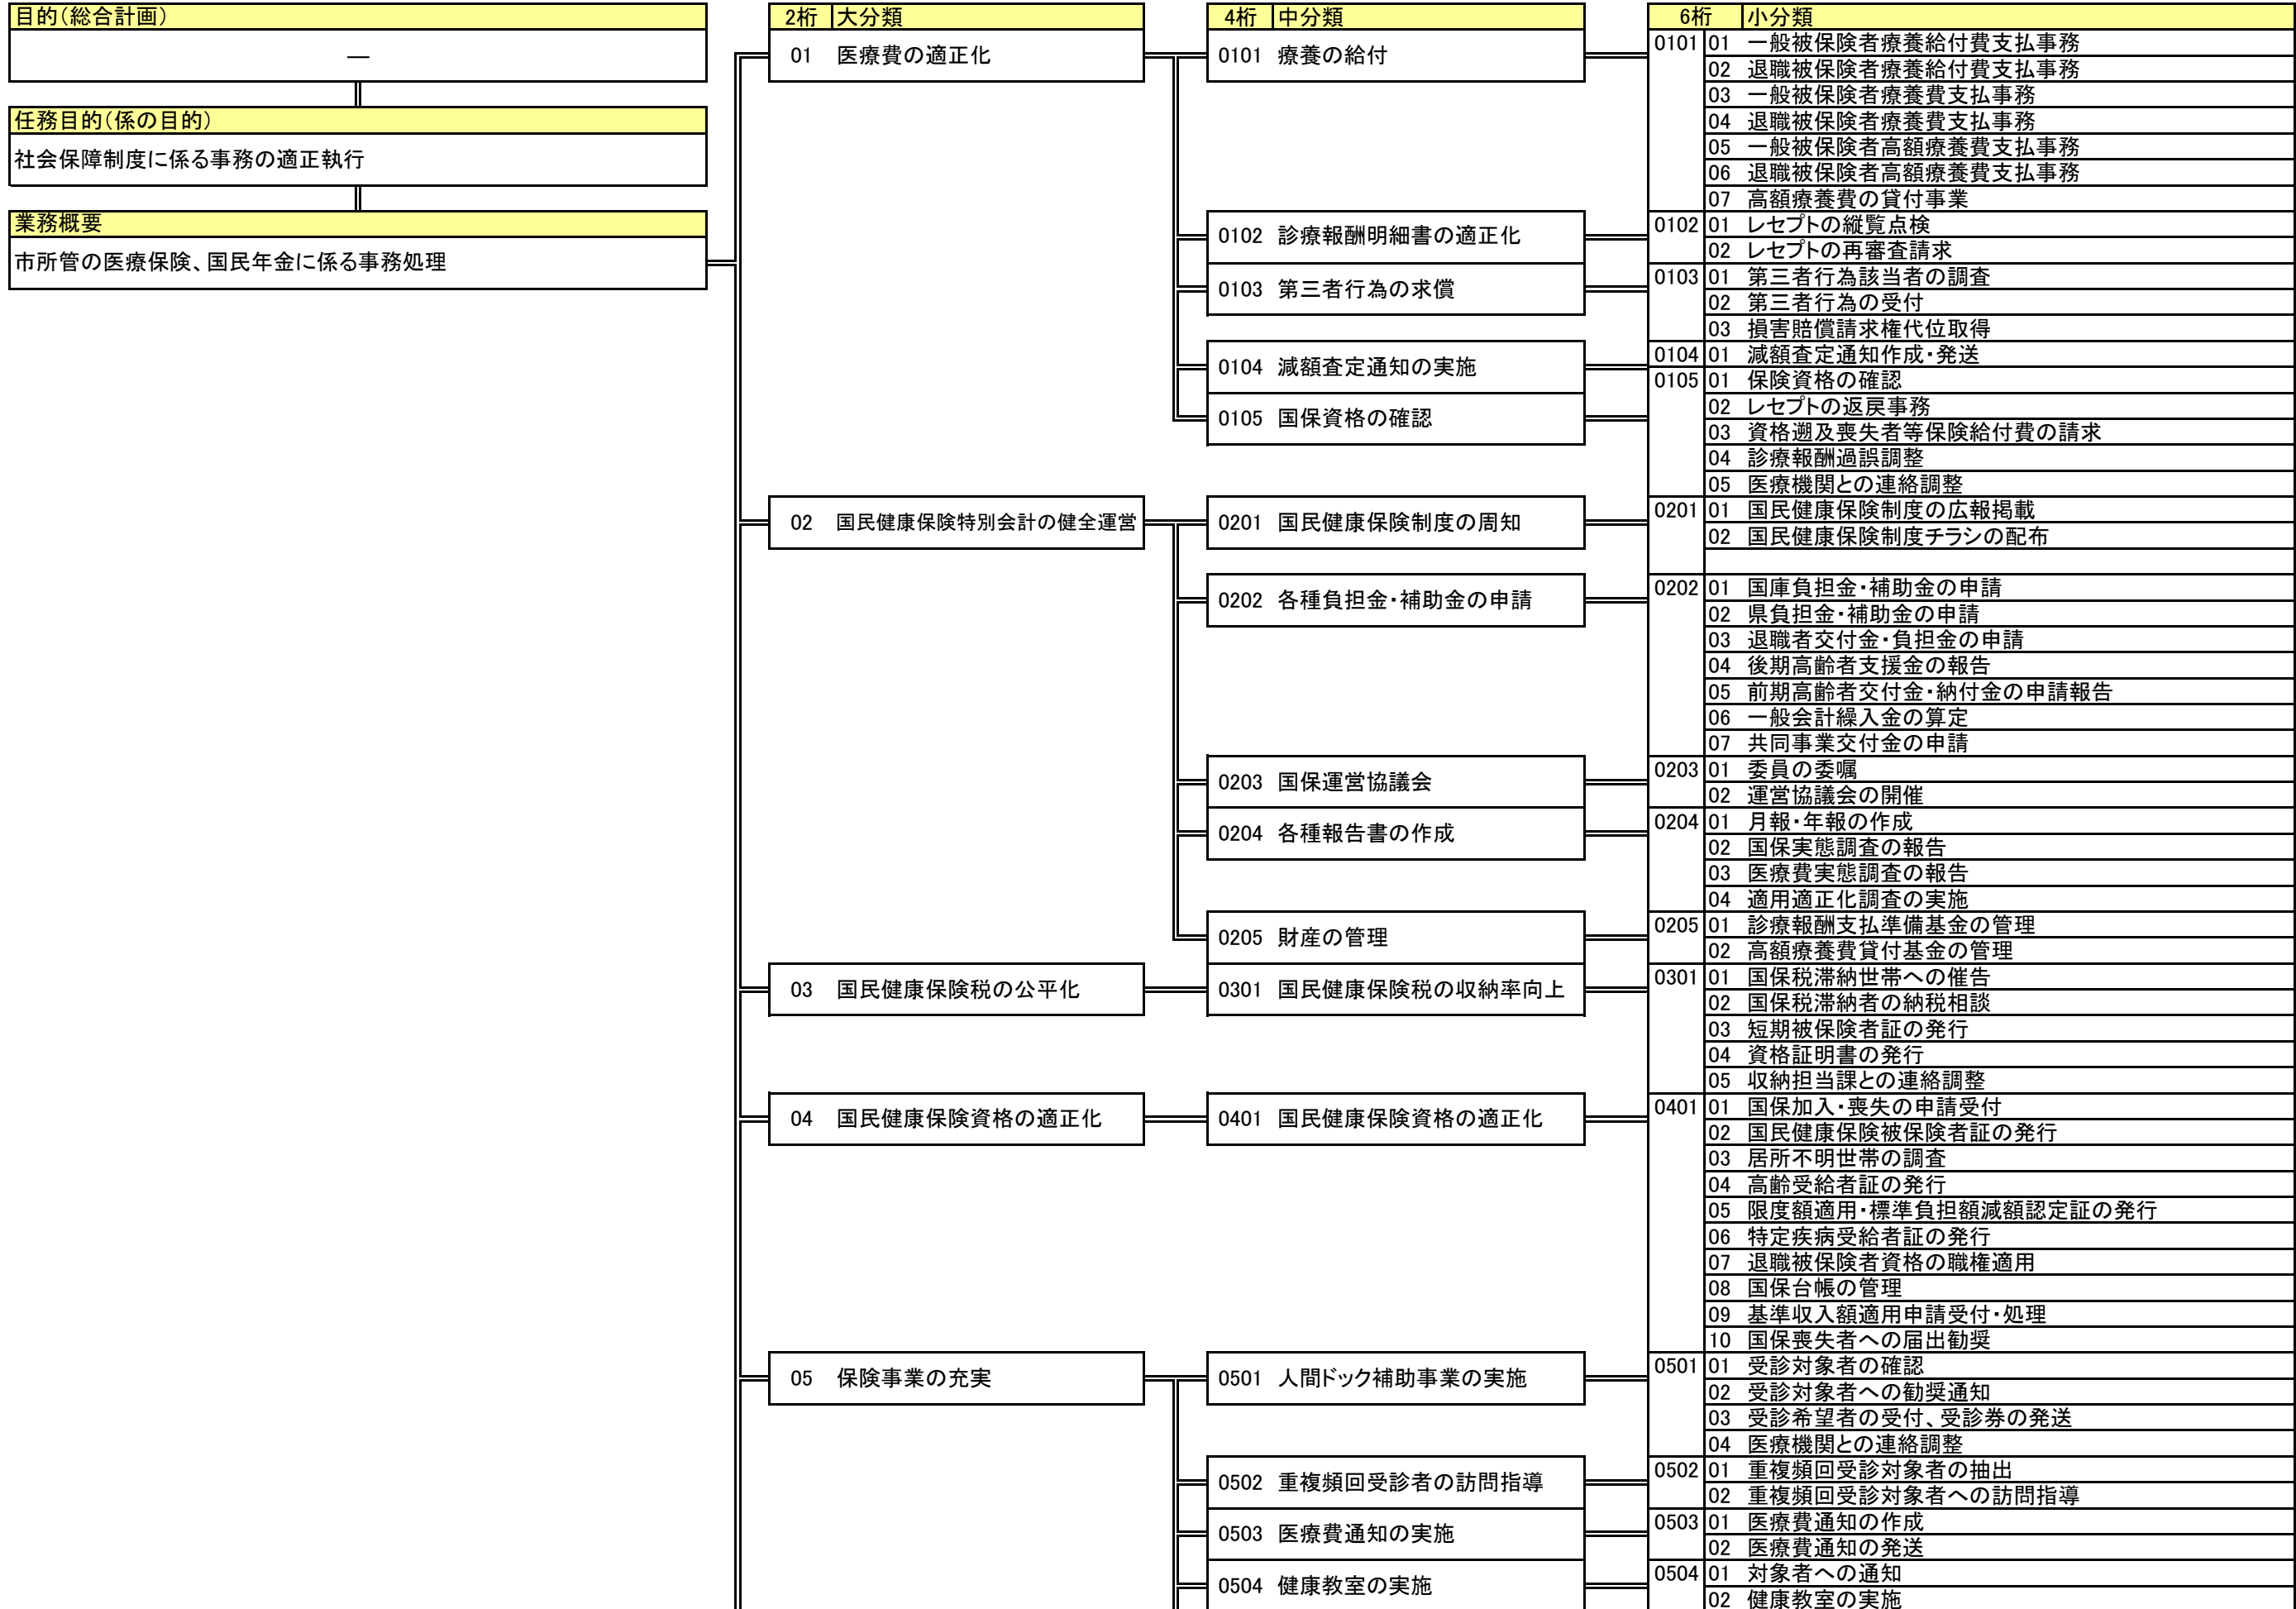 目的(総合計画)
―
任務目的(係の目的)
社会保障制度に係る事務の適正執行
業務概要
市所管の医療保険、国民年金に係る事務処理
2桁 大分類
01 医療費の適正化
02 国民健康保険特別会計の健全運営
03 国民健康保険税の公平化
04 国民健康保険資格の適正化
05 保険事業の充実
4桁 中分類
0101 療養の給付
0102 診療報酬明細書の適正化
0103 第三者行為の求償
0104 減額査定通知の実施
0105 国保資格の確認
0201 国民健康保険制度の周知
0202 各種負担金・補助金の申請
0203 国保運営協議会
0204 各種報告書の作成
0205 財産の管理
0301 国民健康保険税の収納率向上
0401 国民健康保険資格の適正化
0501 人間ドック補助事業の実施
0502 重複頻回受診者の訪問指導
0503 医療費通知の実施
0504 健康教室の実施
6桁 小分類
0101 01 一般被保険者療養給付費支払事務
02 退職被保険者療養給付費支払事務
03 一般被保険者療養費支払事務
04 退職被保険者療養費支払事務
05 一般被保険者高額療養費支払事務
06 退職被保険者高額療養費支払事務
07 高額療養費の貸付事業
0102 01 レセプトの縦覧点検
02 レセプトの再審査請求
0103 01 第三者行為該当者の調査
02 第三者行為の受付
03 損害賠償請求権代位取得
0104 01 減額査定通知作成・発送
0105 01 保険資格の確認
02 レセプトの返戻事務
03 資格遡及喪失者等保険給付費の請求
04 診療報酬過誤調整
05 医療機関との連絡調整
0201 01 国民健康保険制度の広報掲載
02 国民健康保険制度チラシの配布
0202 01 国庫負担金・補助金の申請
02 県負担金・補助金の申請
03 退職者交付金・負担金の申請
04 後期高齢者支援金の報告
05 前期高齢者交付金・納付金の申請報告
06 一般会計繰入金の算定
07 共同事業交付金の申請
0203 01 委員の委嘱
02 運営協議会の開催
0204 01 月報・年報の作成
02 国保実態調査の報告
03 医療費実態調査の報告
04 適用適正化調査の実施
0205 01 診療報酬支払準備基金の管理
02 高額療養費貸付基金の管理
0301 01 国保税滞納世帯への催告
02 国保税滞納者の納税相談
03 短期被保険者証の発行
04 資格証明書の発行
05 収納担当課との連絡調整
0401 01 国保加入・喪失の申請受付
02 国民健康保険被保険者証の発行
03 居所不明世帯の調査
04 高齢受給者証の発行
05 限度額適用・標準負担額減額認定証の発行
06 特定疾病受給者証の発行
07 退職被保険者資格の職権適用
08 国保台帳の管理
09 基準収入額適用申請受付・処理
10 国保喪失者への届出勧奨
0501 01 受診対象者の確認
02 受診対象者への勧奨通知
03 受診希望者の受付、受診券の発送
04 医療機関との連絡調整
0502 01 重複頻回受診対象者の抽出
02 重複頻回受診対象者への訪問指導
0503 01 医療費通知の作成
02 医療費通知の発送
0504 01 対象者への通知
02 健康教室の実施